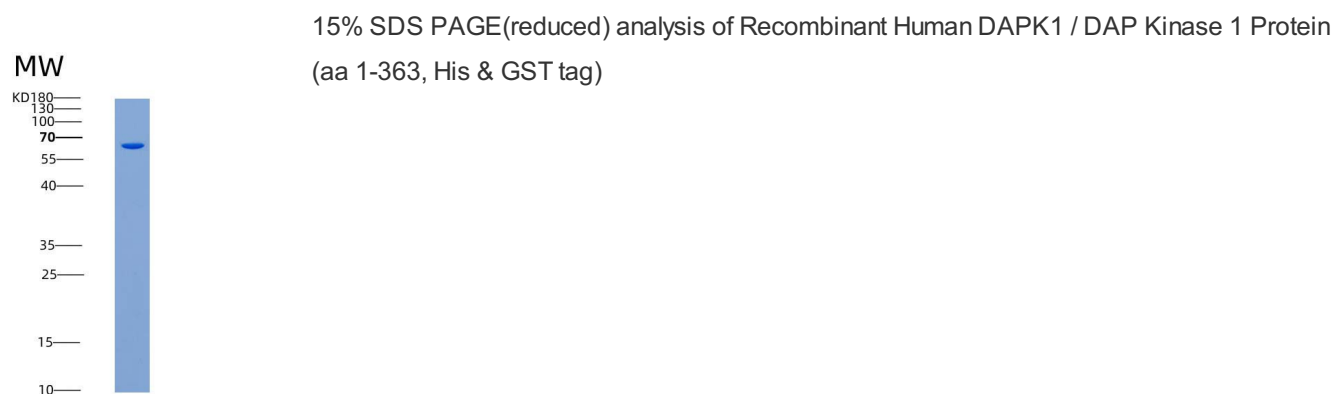 15% SDS PAGE(reduced) analysis of Recombinant Human DAPK1 / DAP Kinase 1 Protein
(aa 1-363, His & GST tag)
MW
KD180
130
100
70
55
40
35
25
15
10